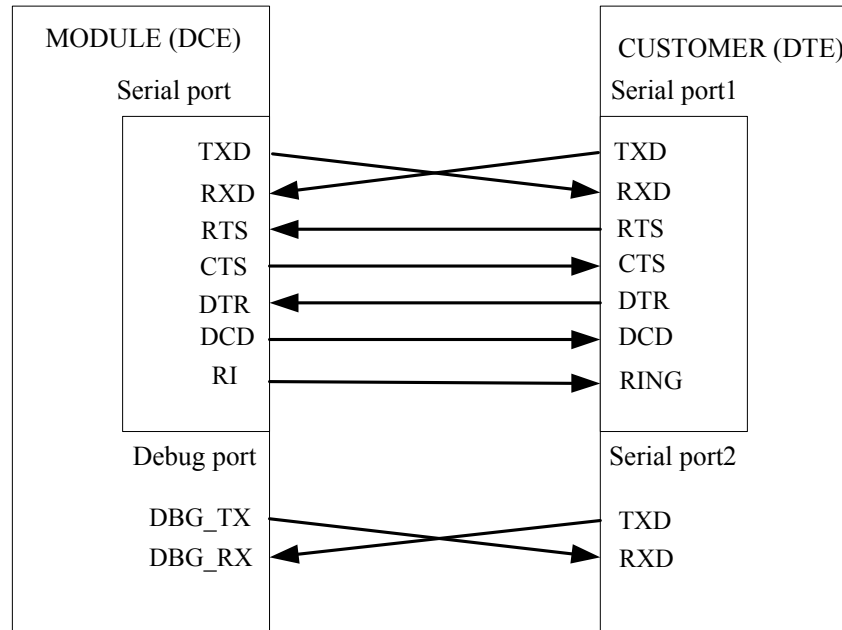 MODULE (DCE)
Serial port
TXD
RXD
RTS
CTS
DTR
DCD
RI
Debug port
DBG_TX
DBG_RX
CUSTOMER (DTE)
Serial port1
TXD
RXD
RTS
CTS
DTR
DCD
RING
Serial port2
TXD
RXD